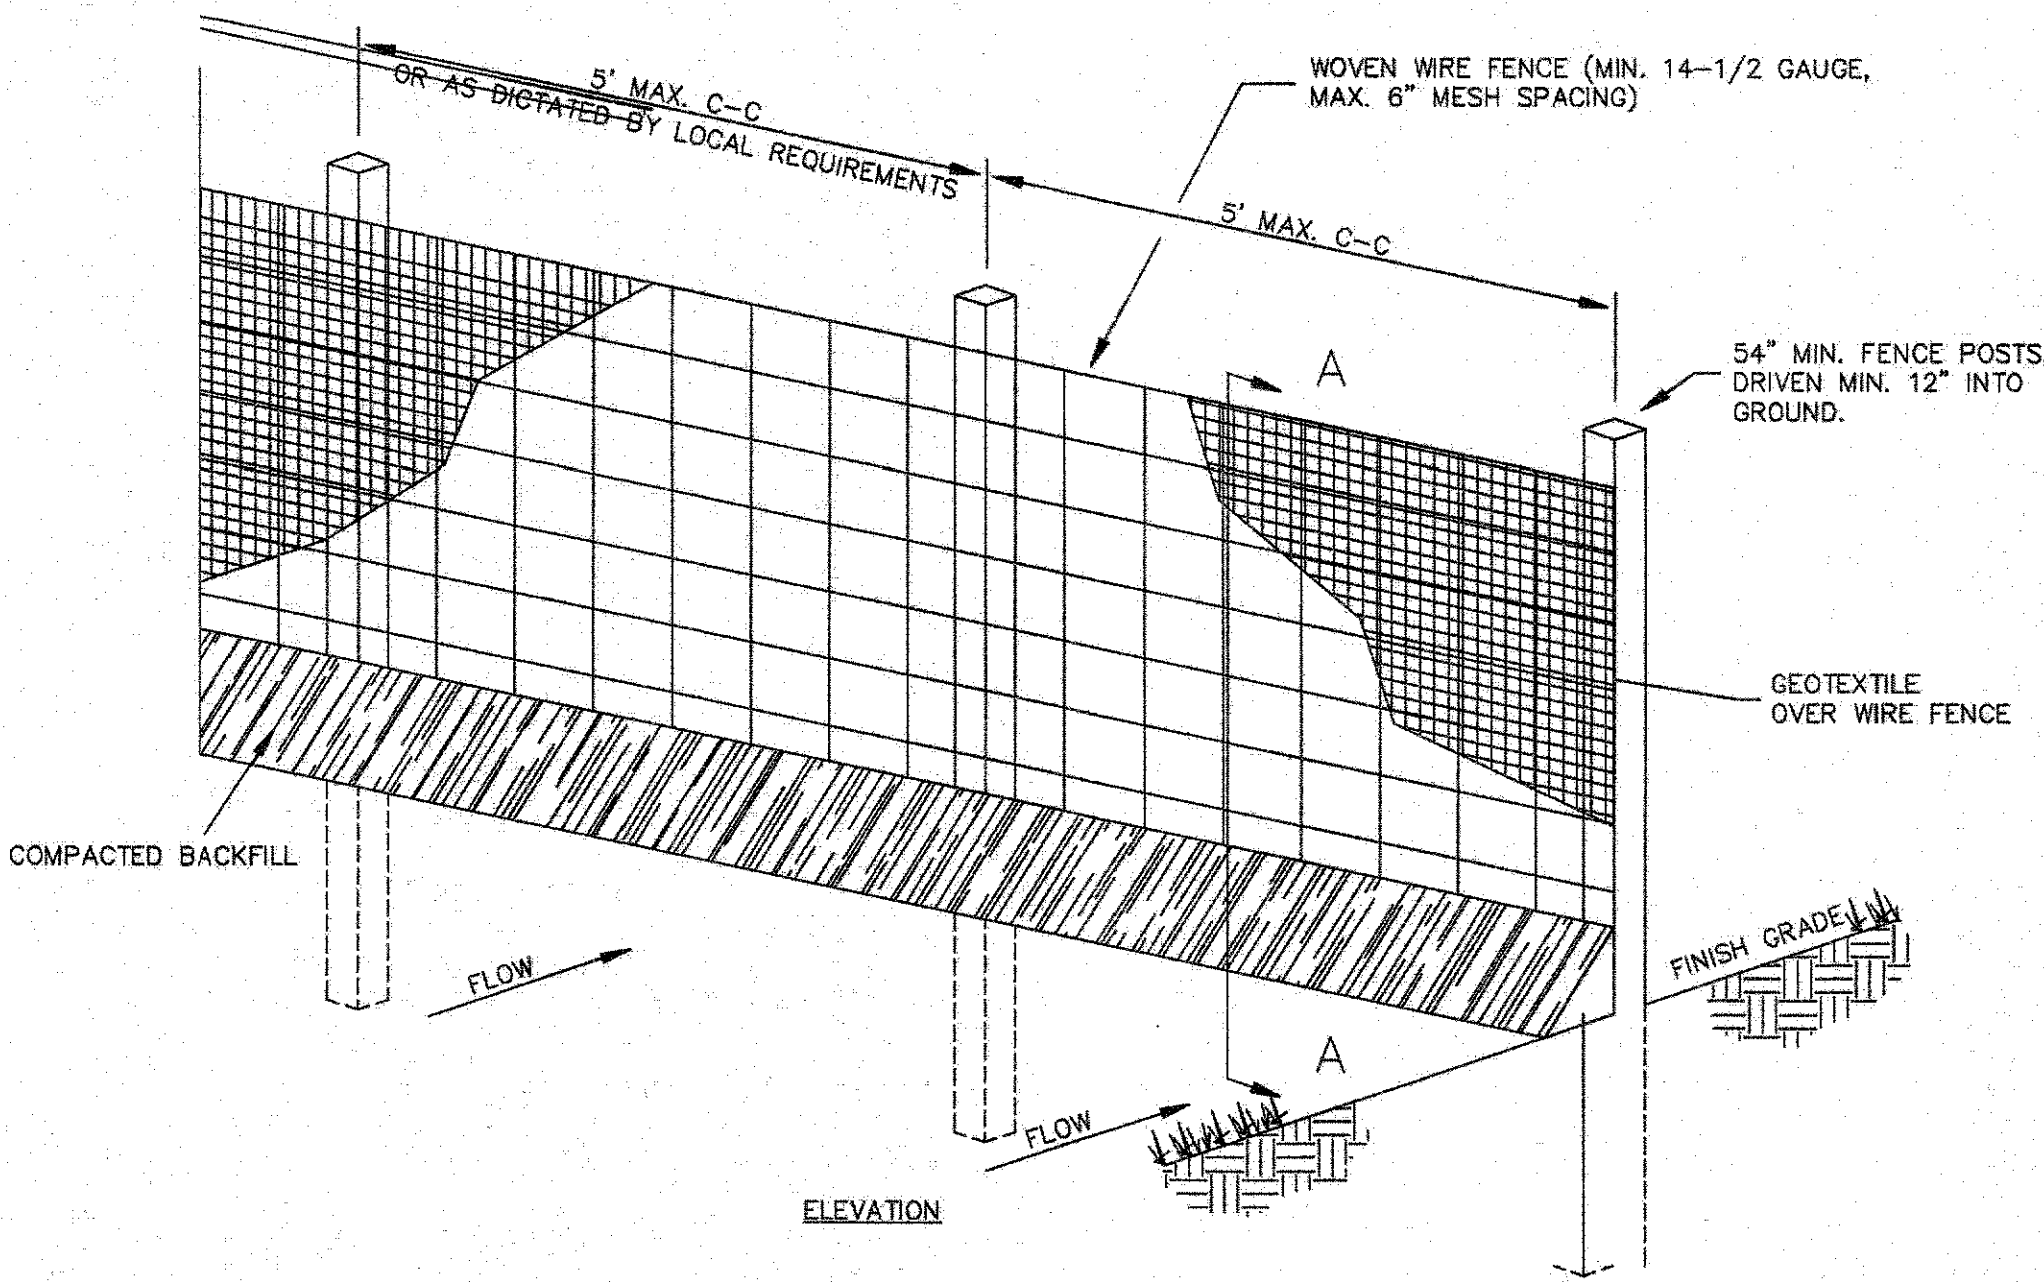 5' MAX. C-C
OR AS DICTATED BY LOCAL REQUIREMENTS
WOVEN WIRE FENCE (MIN. 14-1/2 GAUGE,
MAX. 6" MESH SPACING)
5' MAX. C-C
A
54" MIN. FENCE POSTS
DRIVEN MIN. 12" INTO
GROUND.
GEOTEXTILE
OVER WIRE FENCE
COMPACTED BACKFILL
FLOW
FINISH GRADE
A
FLOW
ELEVATION